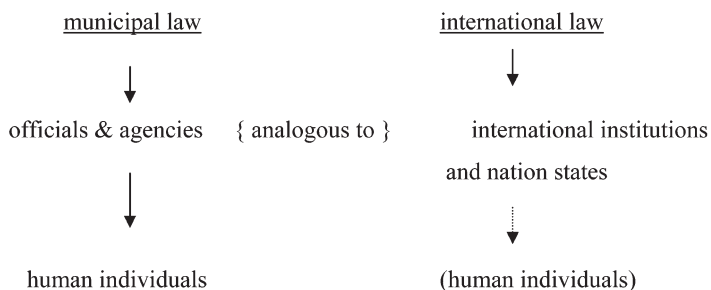 municipal law international law
officials & agencies { analogous to } international institutions
and nation states
human individuals (human individuals)